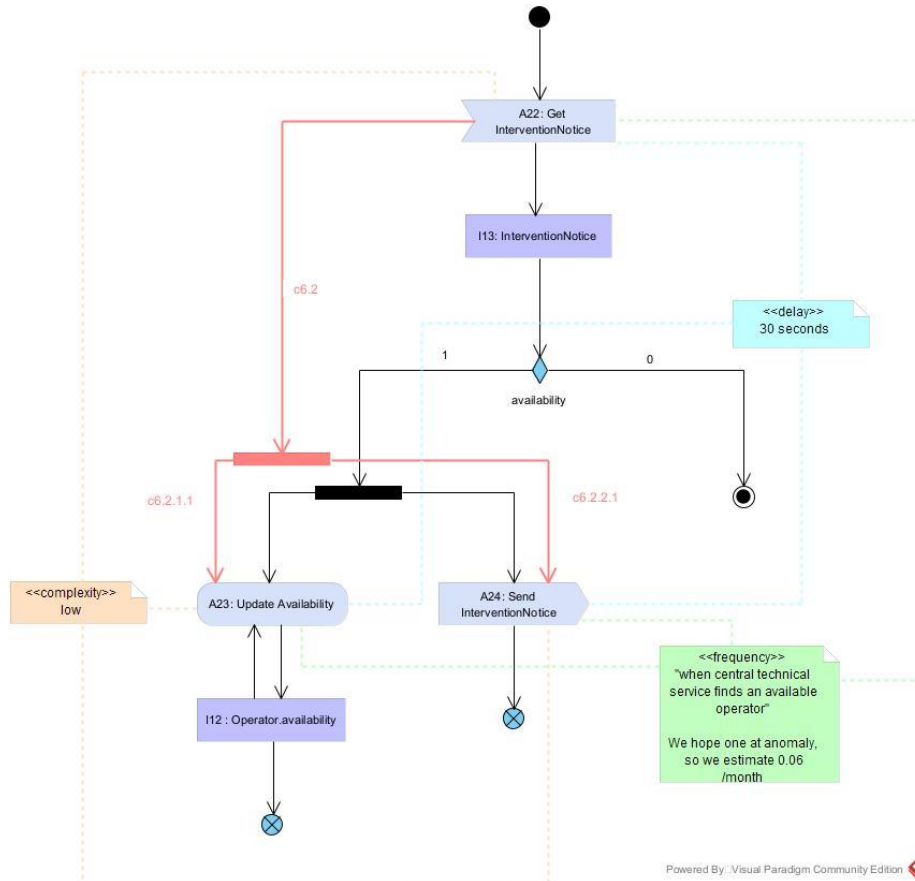 A22: Get
InterventionNotice
I13: InterventionNotice
c6.2
<<delay>>
30 seconds
1
0
availability
c6.2.1.1
c6.2.2.1
<<complexity>>
low
A23: Update Availability
A24: Send
InterventionNotice
<<frequency>>
"when central technical
service finds an available
operator"
We hope one at anomaly,
so we estimate 0.06
/month
I12 : Operator.availability
Powered By Visual Paradigm Community Edition